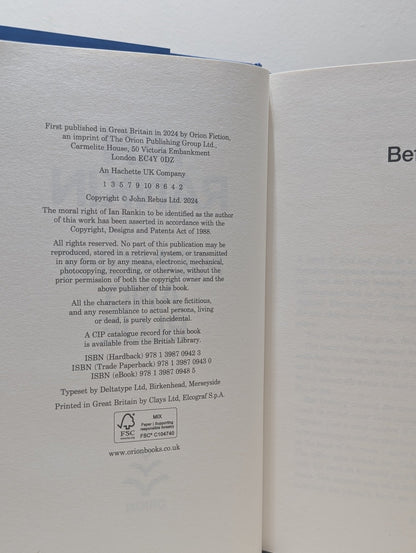 First published in Great Britain in 2024 by Orion Fiction,
an imprint of The Orion Publishing Group Ltd.,
Carmelite House, 50 Victoria Embankment
London EC4Y 0DZ
An Hachette UK Company
1 3 5 7 9 10 8 6 4 2
Copyright © John Rebus Ltd. 2024
The moral right of Ian Rankin to be identified as the author
of this work has been asserted in accordance with the
Copyright, Designs and Patents Act of 1988.
All rights reserved. No part of this publication may be
reproduced, stored in a retrieval system, or transmitted
in any form or by any means, electronic, mechanical,
photocopying, recording, or otherwise, without the
prior permission of both the copyright owner and the
above publisher of this book.
All the characters in this book are fictitious,
and any resemblance to actual persons, living
or dead, is purely coincidental.
A CIP catalogue record for this book
is available from the British Library.
ISBN (Hardback) 978 1 3987 0942 3
ISBN (Trade Paperback) 978 1 3987 0943 0
ISBN (eBook) 978 1 3987 0948 5
Typeset by Deltatype Ltd, Birkenhead, Merseyside
Printed in Great Britain by Clays Ltd, Elcograf S.p.A.
FSC
MIX
Paper | Supporting
responsible forestry
FSC® C104740
www.orionbooks.co.uk
ORION
Bef